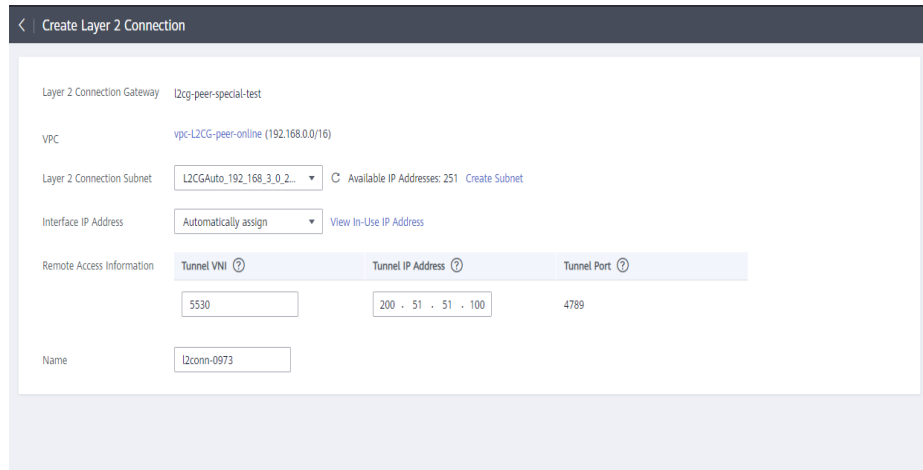 Create Layer 2 Connection
Layer 2 Connection Gateway l2cg-peer-special-test
VPC vpc-L2CG-peer-online (192.168.0.0/16)
Layer 2 Connection Subnet L2CGAuto_192_168_3_0_2... Available IP Addresses: 251 Create Subnet
Interface IP Address Automatically assign View In-Use IP Address
Remote Access Information Tunnel VNI ? Tunnel IP Address ? Tunnel Port ?
5530 200 . 51 . 51 . 100 4789
Name l2conn-0973